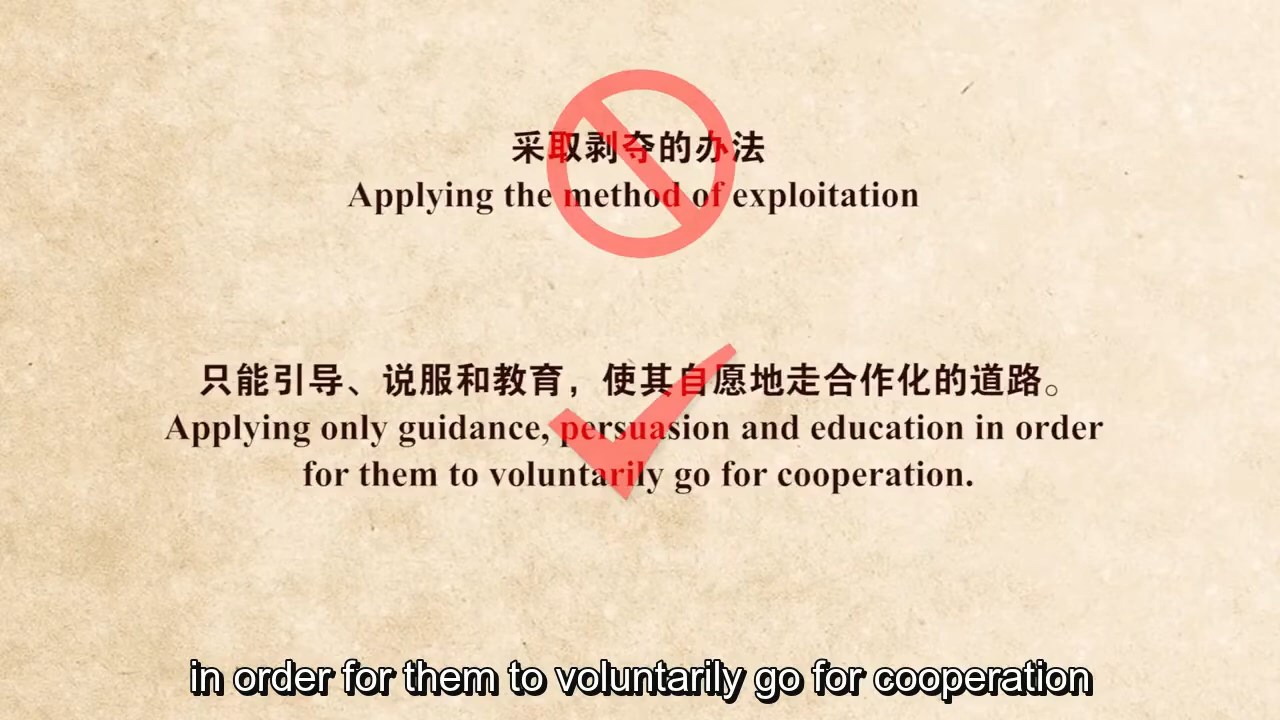 采取剥夺的办法
Applying the method of exploitation
只能引导、说服和教育，使其自愿地走合作化的道路。
Applying only guidance, persuasion and education in order
for them to voluntarily go for cooperation.
in order for them to voluntarily go for cooperation